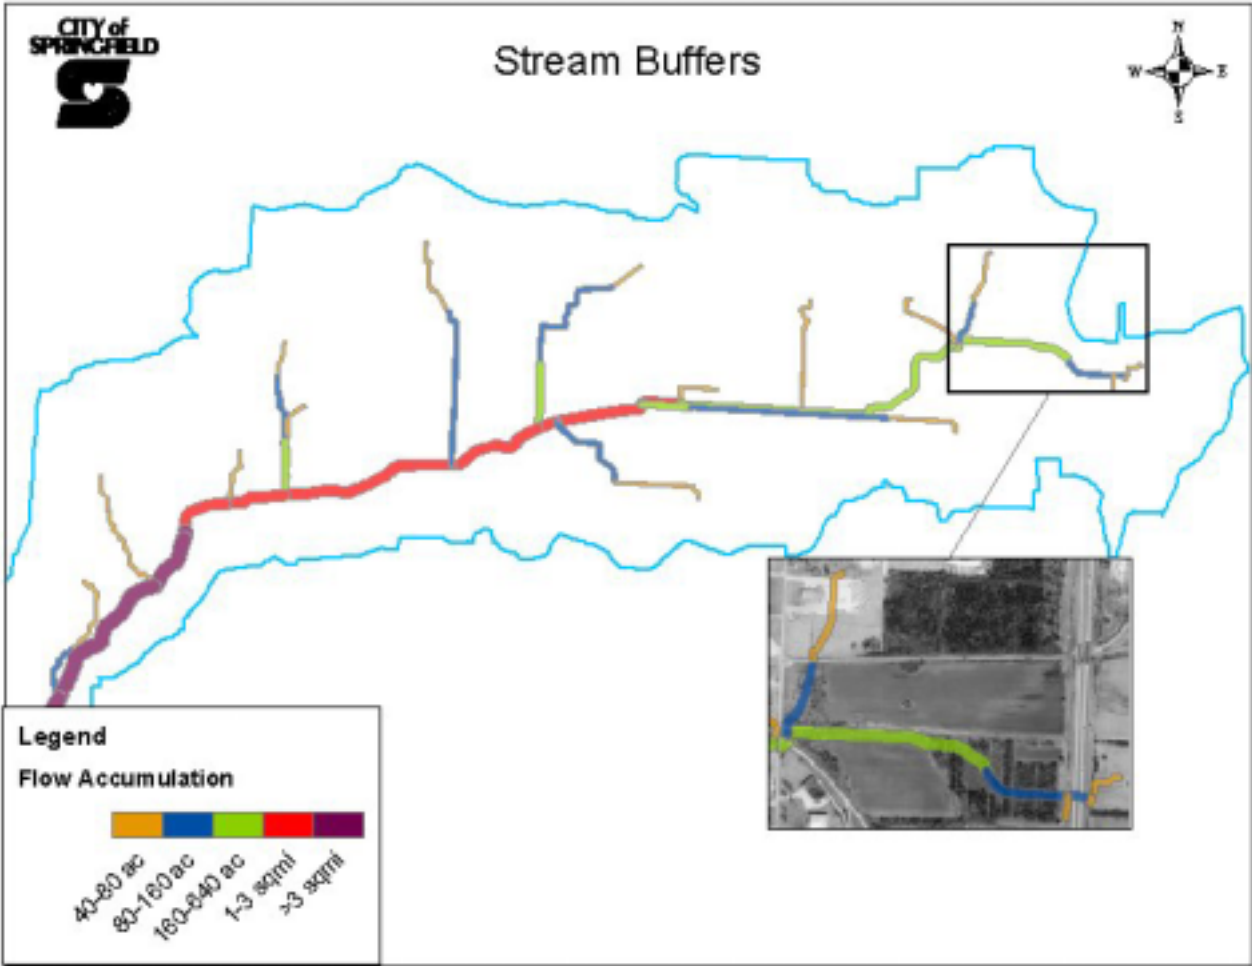 CITY of
SPRINGFIELD
Stream Buffers
N
W E
S
Legend
Flow Accumulation
40-80 ac
80-160 ac
160-640 ac
1-3 sqmi
>3 sqmi